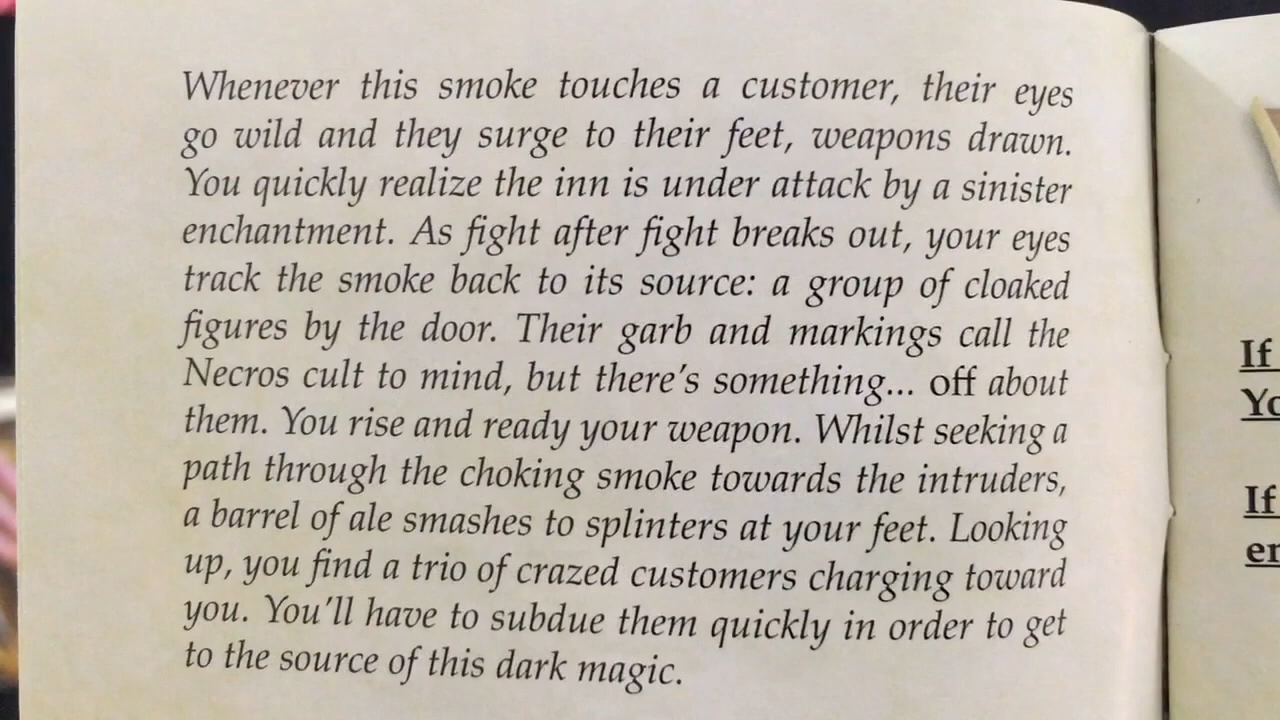 Whenever this smoke touches a customer, their eyes
go wild and they surge to their feet, weapons drawn.
You quickly realize the inn is under attack by a sinister
enchantment. As fight after fight breaks out, your eyes
track the smoke back to its source: a group of cloaked
figures by the door. Their garb and markings call the
Necros cult to mind, but there's something... off about
them. You rise and ready your weapon. Whilst seeking a
path through the choking smoke towards the intruders,
a barrel of ale smashes to splinters at your feet. Looking
up, you find a trio of crazed customers charging toward
you. You'll have to subdue them quickly in order to get
to the source of this dark magic.
If
If